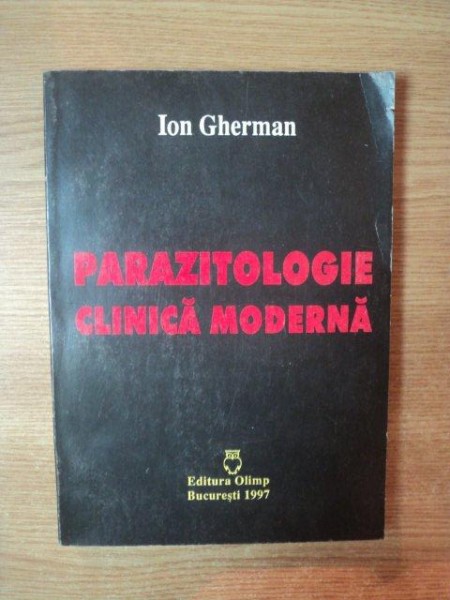 Ion Gherman
PARAZITOLOGIE
CLINICĂ MODERNĂ
Editura Olimp
București 1997